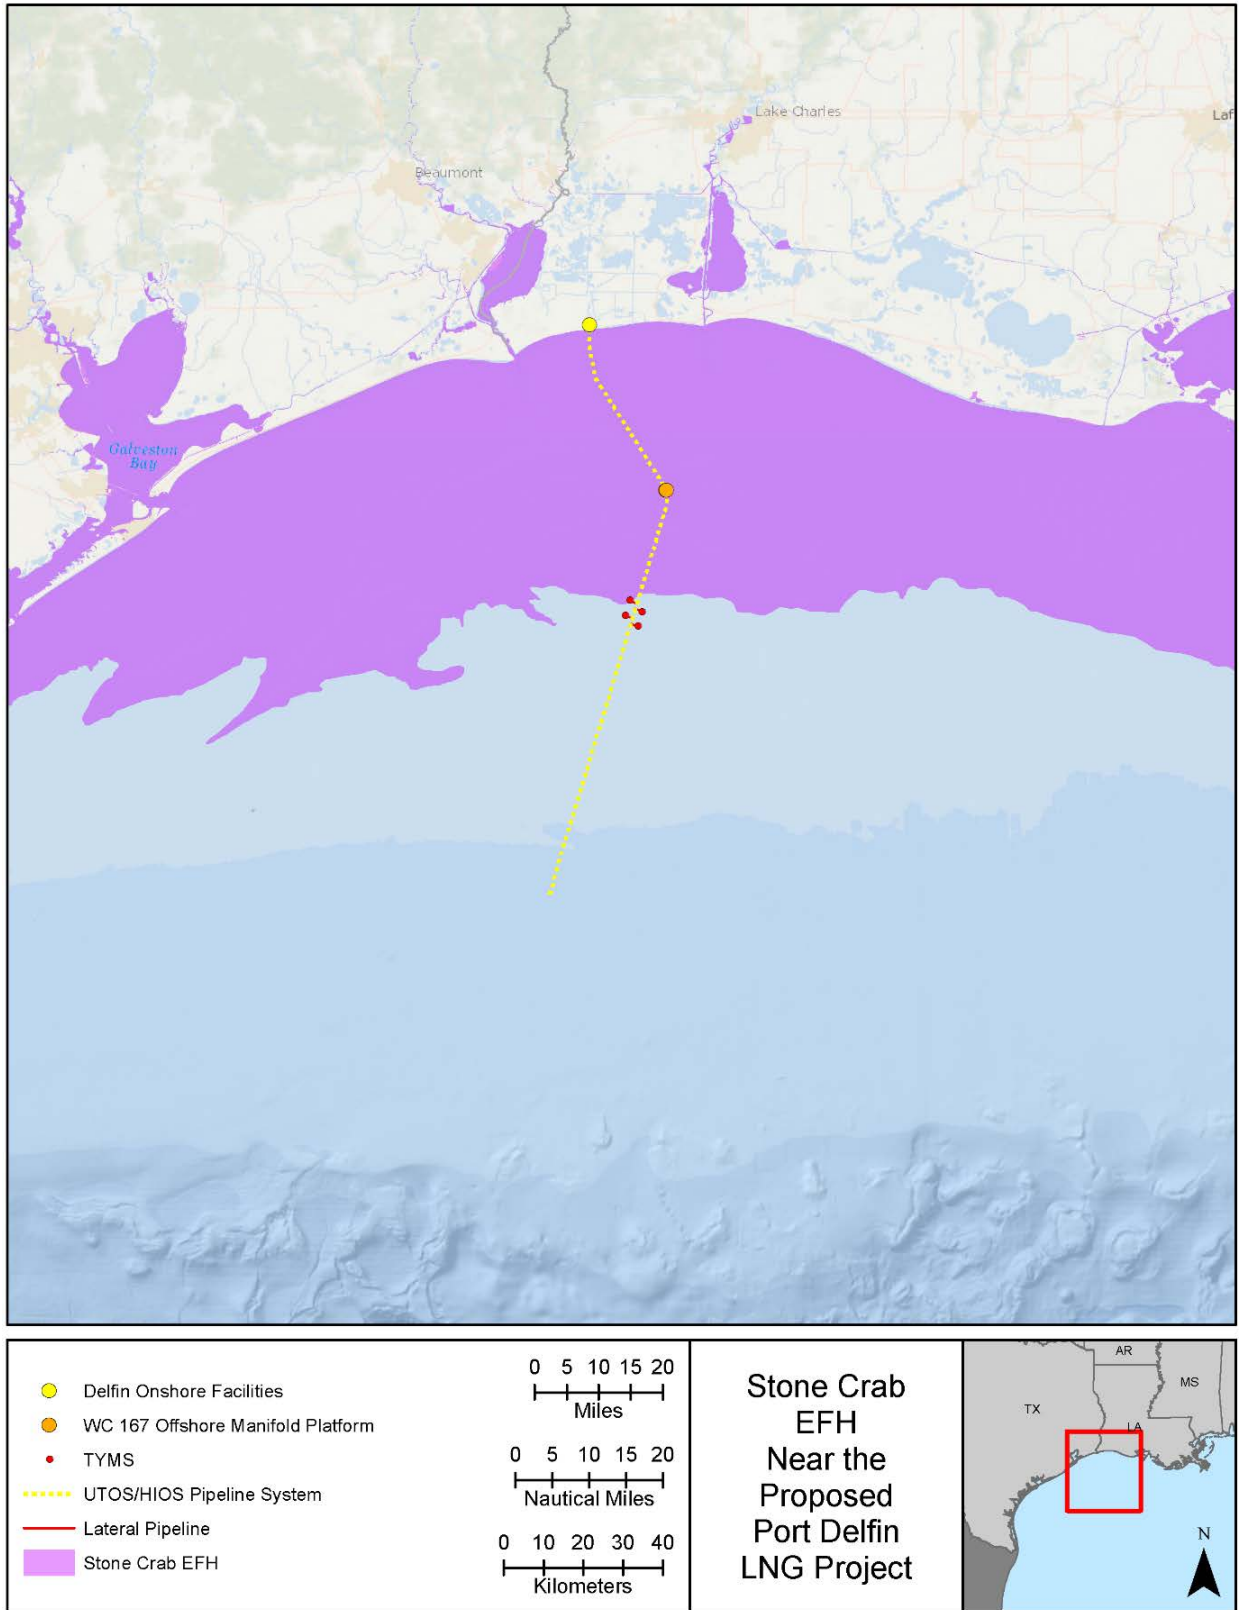 Lake Charles
Laf
Beaumont
Galveston
Bay
Delfin Onshore Facilities
WC 167 Offshore Manifold Platform
TYMS
UTOS/HIOS Pipeline System
Lateral Pipeline
Stone Crab EFH
0 5 10 15 20
Miles
0 5 10 15 20
Nautical Miles
0 10 20 30 40
Kilometers
Stone Crab
EFH
Near the
Proposed
Port Delfin
LNG Project
AR
MS
TX
LA
N